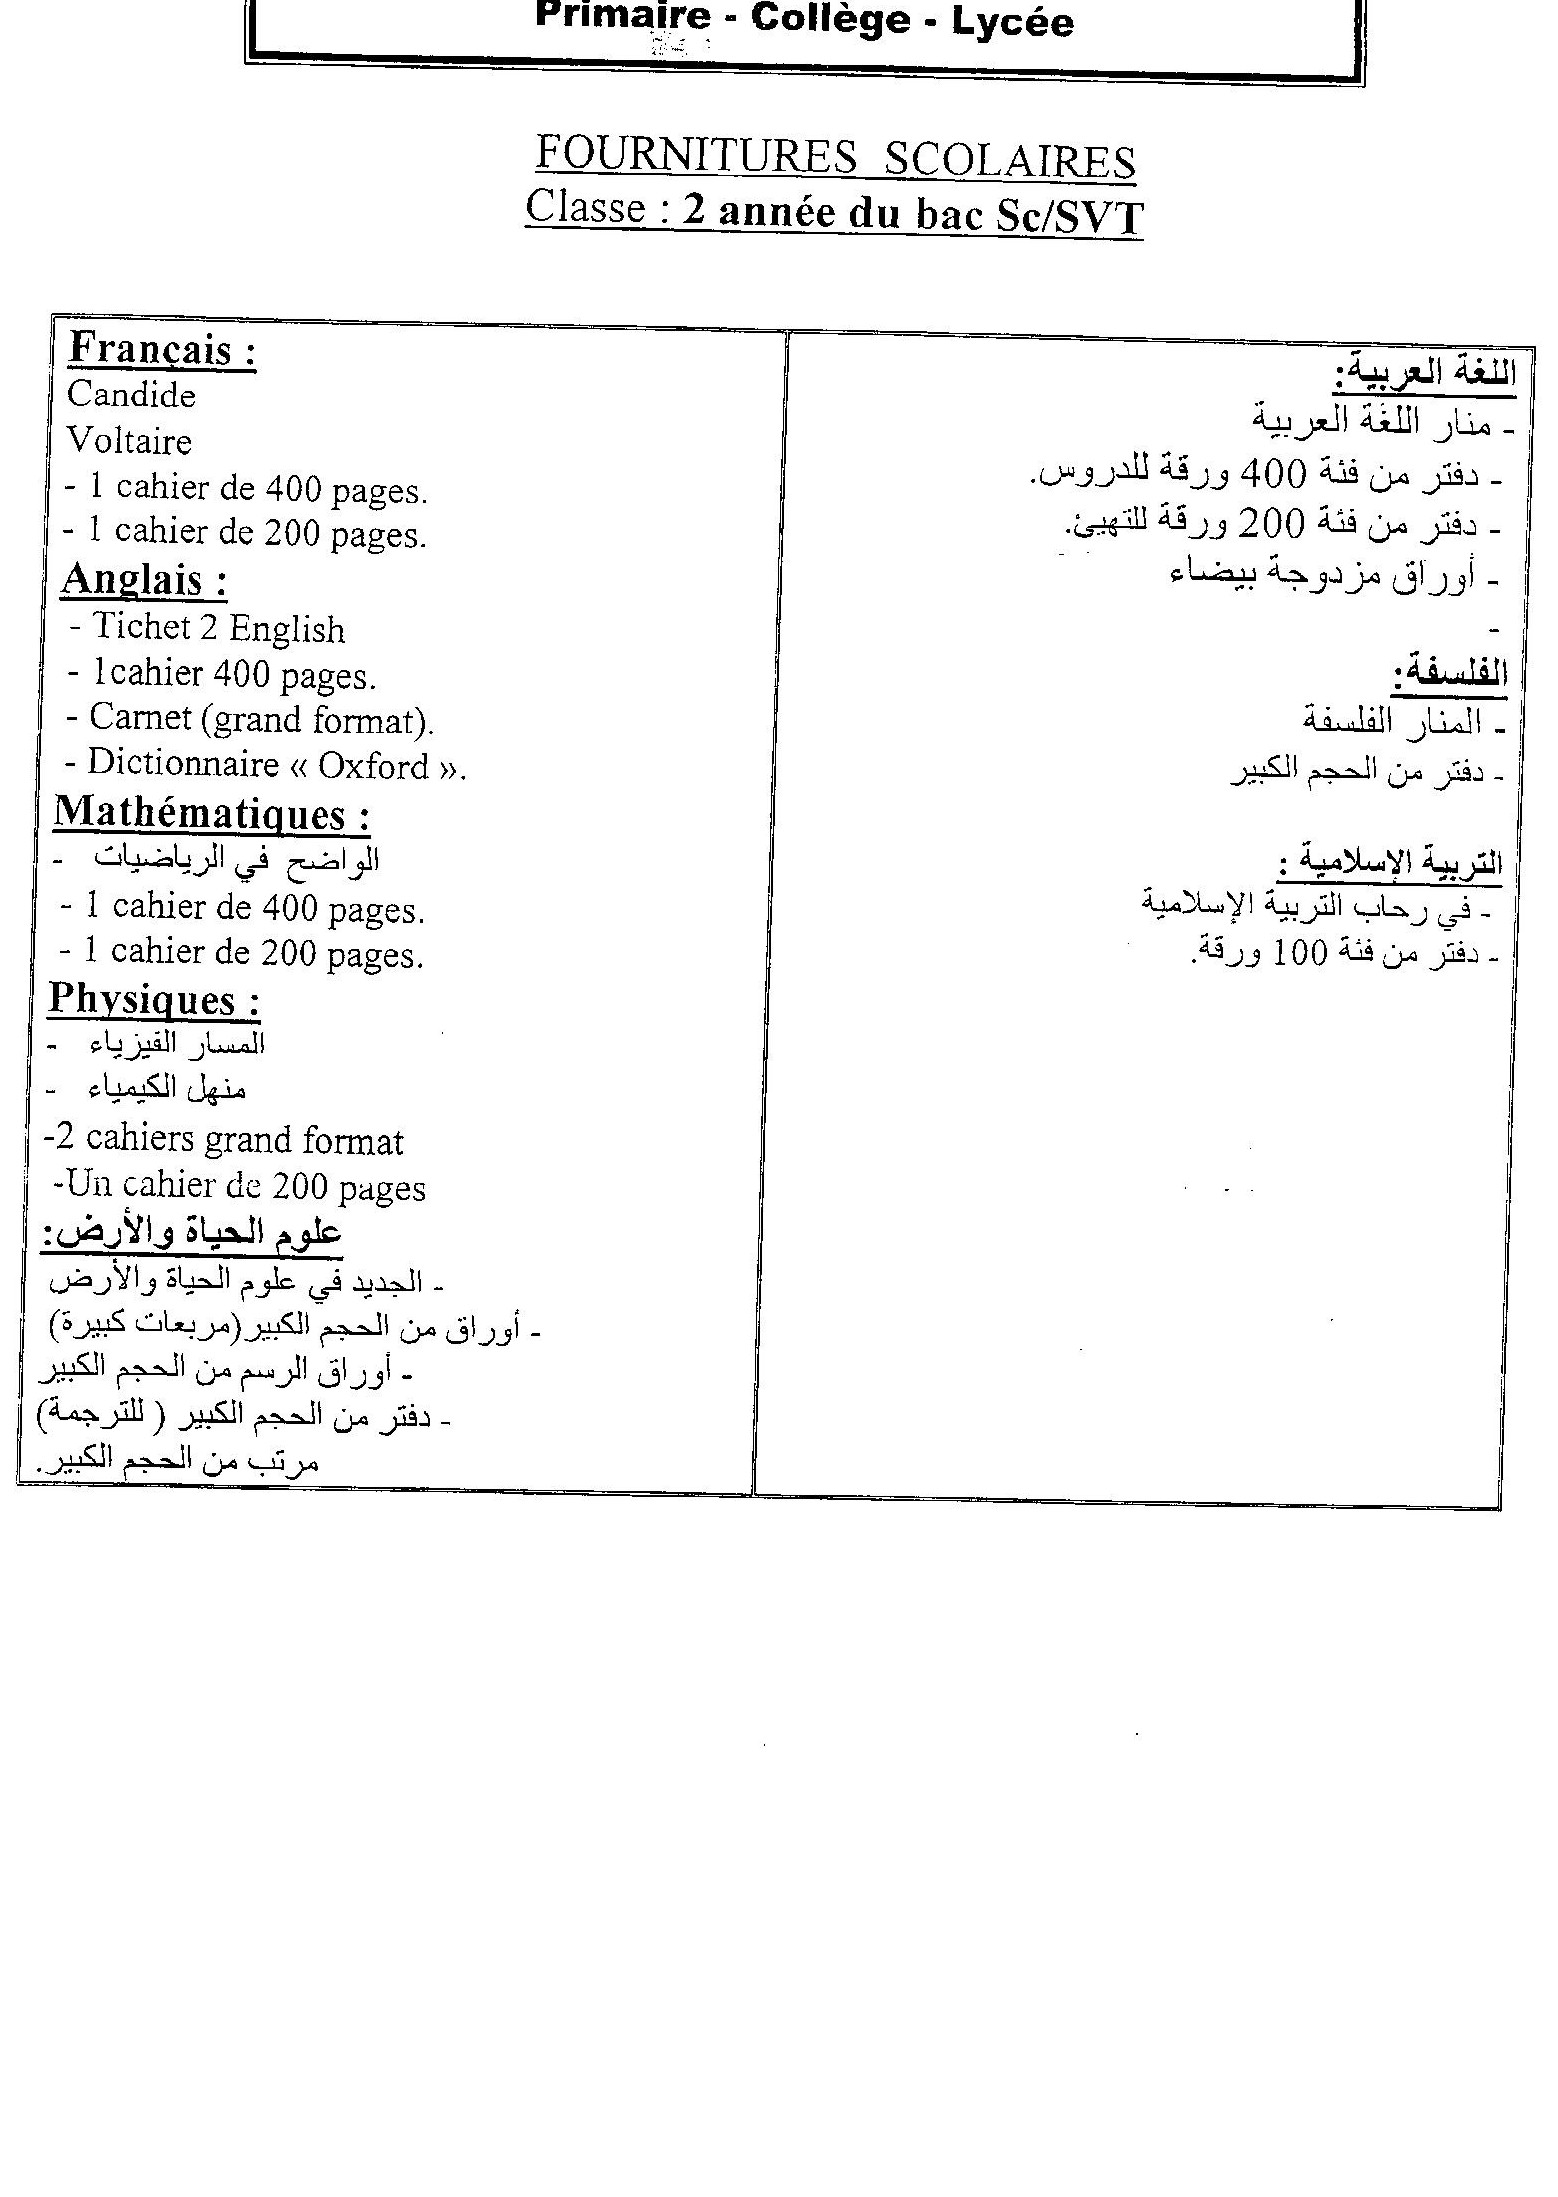 Primaire - Collège - Lycée
FOURNITURES SCOLAIRES
Classe : 2 année du bac Sc/SVT
Français :
Candide
Voltaire
- 1 cahier de 400 pages.
- 1 cahier de 200 pages.
Anglais :
- Tichet 2 English
- 1cahier 400 pages.
- Carnet (grand format).
- Dictionnaire « Oxford ».
Mathématiques :
- الواضح في الرياضيات
- 1 cahier de 400 pages.
- 1 cahier de 200 pages.
Physiques :
- المسار الفيزياء
- منهل الكيمياء
-2 cahiers grand format
-Un cahier de 200 pages
علوم الحياة والأرض:
- الجديد في علوم الحياة والأرض
- أوراق من الحجم الكبير(مربعات كبيرة)
- أوراق الرسم من الحجم الكبير
- دفتر من الحجم الكبير ( للترجمة)
مرتب من الحجم الكبير.
اللغة العربية:
- منار اللغة العربية
- دفتر من فئة 400 ورقة للدروس.
- دفتر من فئة 200 ورقة للتهيئ.
- أوراق مزدوجة بيضاء
-
الفلسفة:
- المنار الفلسفة
- دفتر من الحجم الكبير
التربية الإسلامية :
- في رحاب التربية الإسلامية
- دفتر من فئة 100 ورقة.